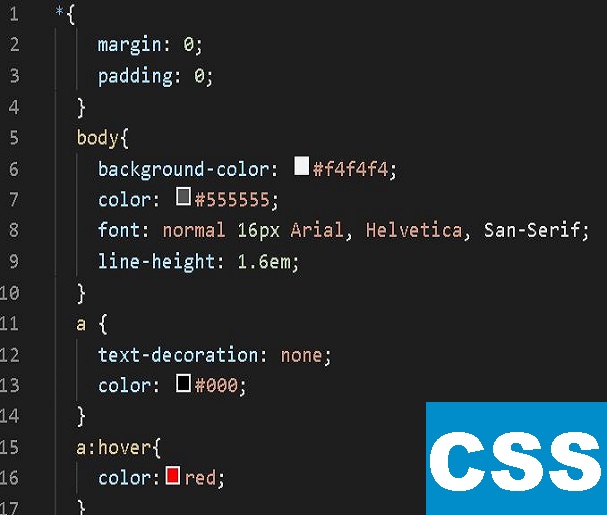 1 *{
2 margin: 0;
3 padding: 0;
4 }
5 body{
6 background-color: #f4f4f4;
7 color: #555555;
8 font: normal 16px Arial, Helvetica, San-Serif;
9 line-height: 1.6em;
10 }
11 a {
12 text-decoration: none;
13 color: #000;
14 }
15 a:hover{
16 color: red;
17 }
CSS